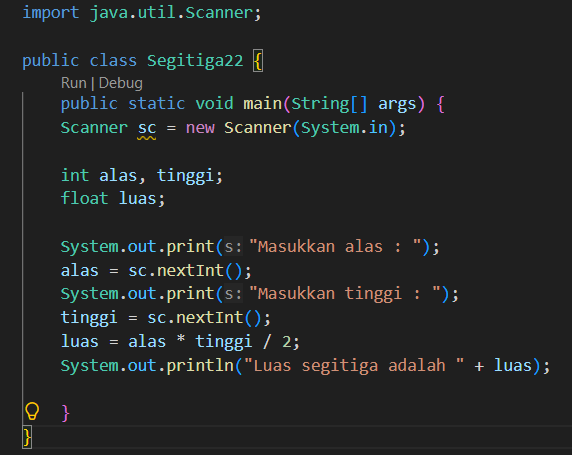 import java.util.Scanner;
public class Segitiga22 {
Run | Debug
public static void main(String[] args) {
Scanner sc = new Scanner(System.in);
int alas, tinggi;
float luas;
System.out.print(s: "Masukkan alas : ");
alas = sc.nextInt();
System.out.print(s: "Masukkan tinggi : ");
tinggi = sc.nextInt();
luas = alas * tinggi / 2;
System.out.println("Luas segitiga adalah " + luas);
}
}